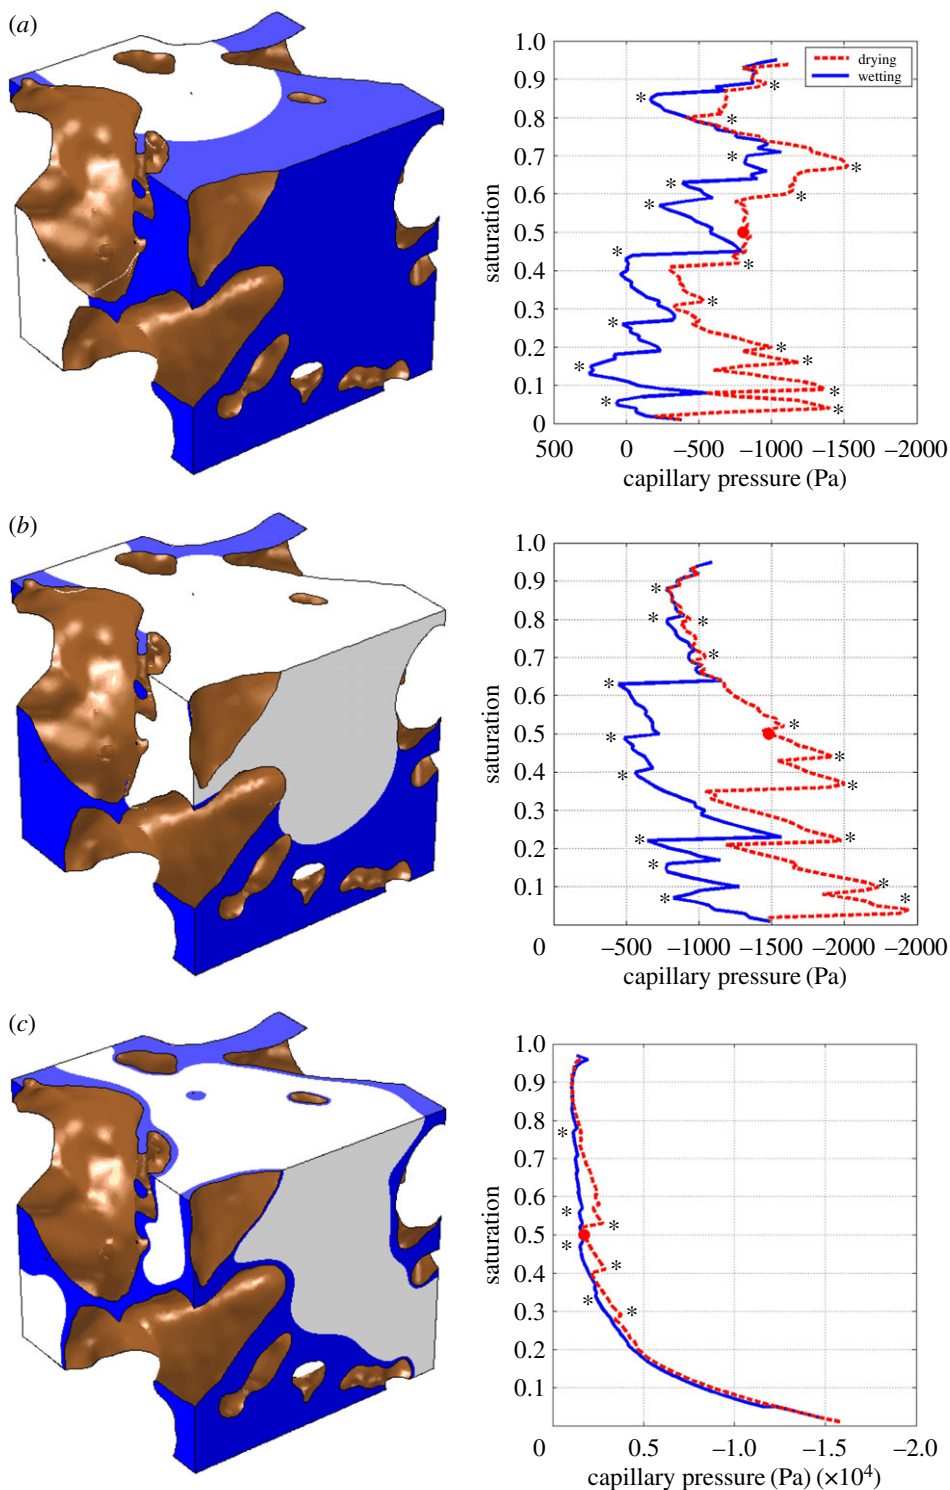 (a)
1.0
0.9
0.8
0.7
0.6
0.5
0.4
0.3
0.2
0.1
0
saturation
drying
wetting
* * * * * * * * * * * * * * * * * *
500 0 –500 –1000 –1500 –2000
capillary pressure (Pa)
(b)
1.0
0.9
0.8
0.7
0.6
0.5
0.4
0.3
0.2
0.1
saturation
* * * * * * * * * * * * * * * *
0 –500 –1000 –1500 –2000 –2000
capillary pressure (Pa)
(c)
1.0
0.9
0.8
0.7
0.6
0.5
0.4
0.3
0.2
0.1
saturation
* * * * * * *
0 0.5 –1.0 –1.5 –2.0
capillary pressure (Pa) (×10⁴)